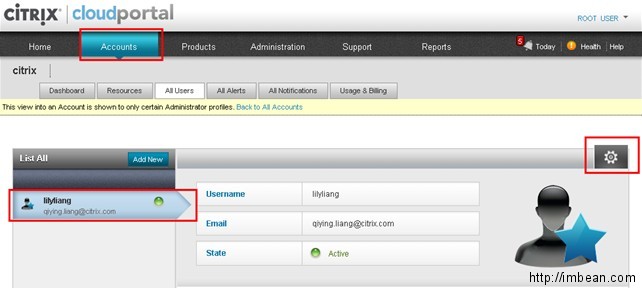 CITRIX cloudportal
ROOT USER
Home Accounts Products Administration Support Reports 5 Today Health Help
citrix
Dashboard Resources All Users All Alerts All Notifications Usage & Billing
This view into an Account is shown to only certain Administrator profiles. Back to All Accounts
List All Add New
lilyliang
qiying.liang@citrix.com
Username lilyliang
Email qiying.liang@citrix.com
State Active
http://imbean.com